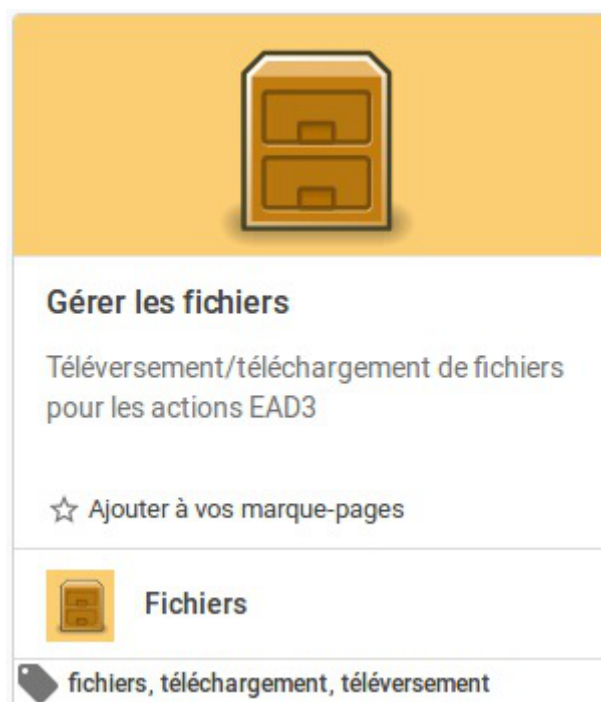 Gérer les fichiers
Téléversement/téléchargement de fichiers
pour les actions EAD3
Ajouter à vos marque-pages
Fichiers
fichiers, téléchargement, téléversement